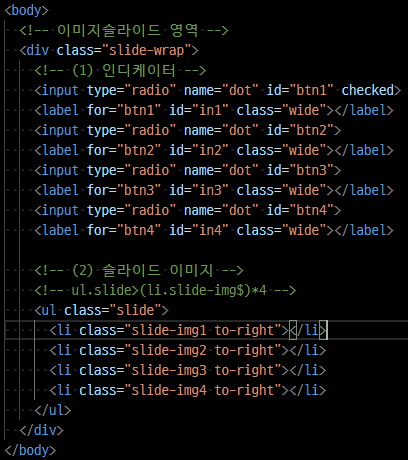 <body>
<!-- 이미지슬라이드 영역 -->
<div class="slide-wrap">
<!-- (1) 인디케이터 -->
<input type="radio" name="dot" id="btn1" checked>
<label for="btn1" id="in1" class="wide"></label>
<input type="radio" name="dot" id="btn2">
<label for="btn2" id="in2" class="wide"></label>
<input type="radio" name="dot" id="btn3">
<label for="btn3" id="in3" class="wide"></label>
<input type="radio" name="dot" id="btn4">
<label for="btn4" id="in4" class="wide"></label>
<!-- (2) 슬라이드 이미지 -->
<!-- ul.slide>(li.slide-img$)*4 -->
<ul class="slide">
<li class="slide-img1 to-right"></li>
<li class="slide-img2 to-right"></li>
<li class="slide-img3 to-right"></li>
<li class="slide-img4 to-right"></li>
</ul>
</div>
</body>